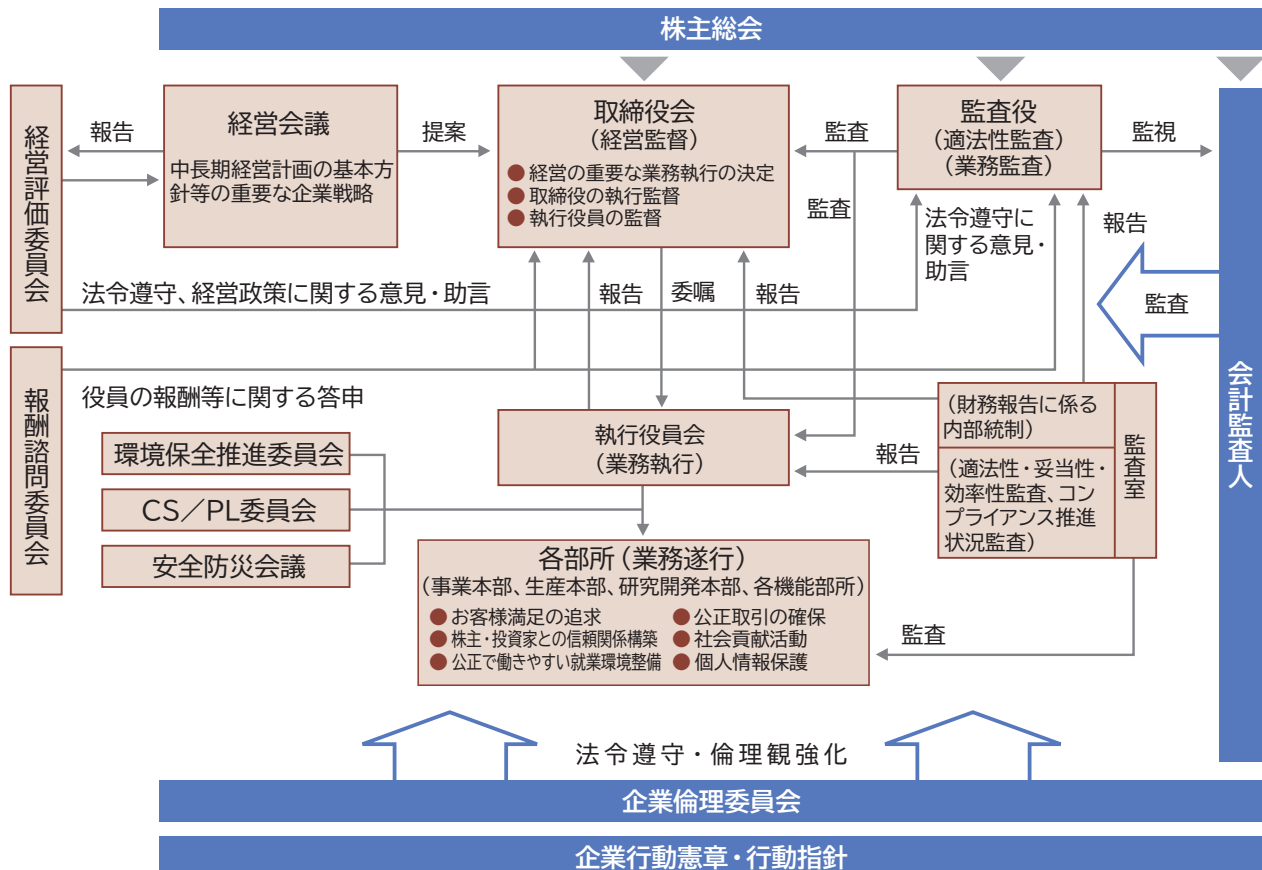 株主総会
経営評価委員会
報告
経営会議
中長期経営計画の基本方
針等の重要な企業戦略
提案
取締役会
（経営監督）
● 経営の重要な業務執行の決定
● 取締役の執行監督
● 執行役員の監督
監査
監査
監査役
（適法性監査）
（業務監査）
監視
法令遵守に
関する意見・
助言
報告
監査
会計監査人
法令遵守、経営政策に関する意見・助言
報告
委嘱
報告
報酬諮問委員会
役員の報酬等に関する答申
環境保全推進委員会
CS／PL委員会
安全防災会議
執行役員会
（業務執行）
報告
（財務報告に係る
内部統制）
（適法性・妥当性・
効率性監査、コン
プライアンス推進
状況監査）
監査室
各部所（業務遂行）
（事業本部、生産本部、研究開発本部、各機能部所）
● お客様満足の追求
● 株主・投資家との信頼関係構築
● 公正で働きやすい就業環境整備
● 公正取引の確保
● 社会貢献活動
● 個人情報保護
監査
法令遵守・倫理観強化
企業倫理委員会
企業行動憲章・行動指針